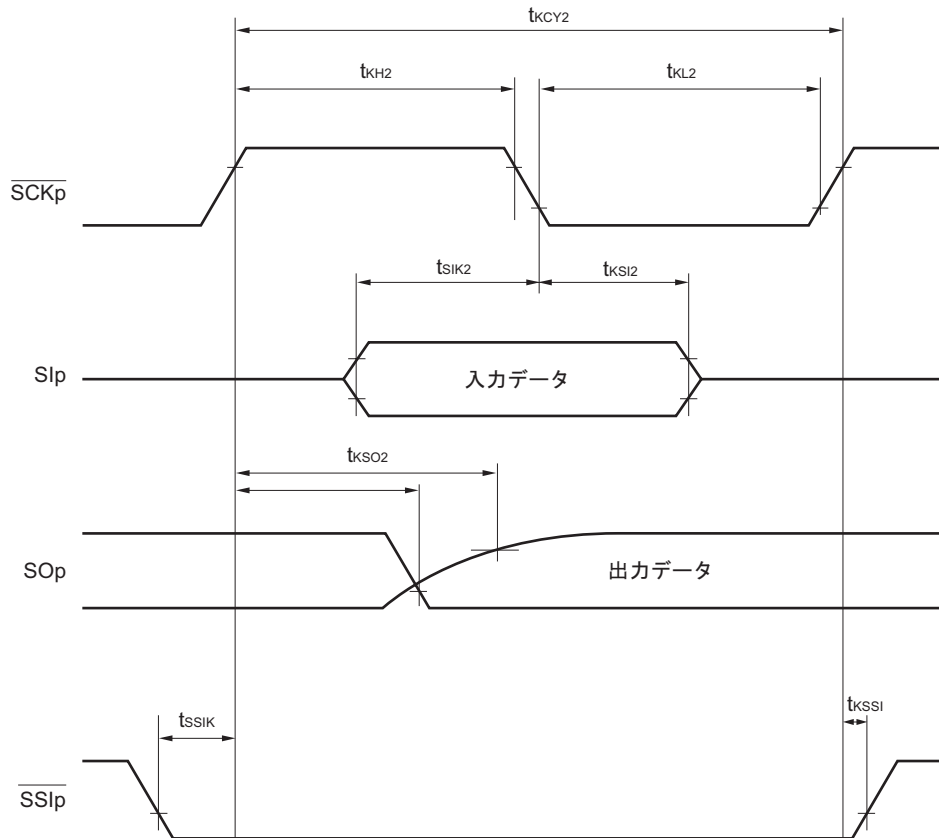 tKCY2
tKH2
tKL2
SCKp
tSIK2
tKSI2
SIp
入力データ
tKSO2
SOp
出力データ
tSSIK
tKSSI
SSIp